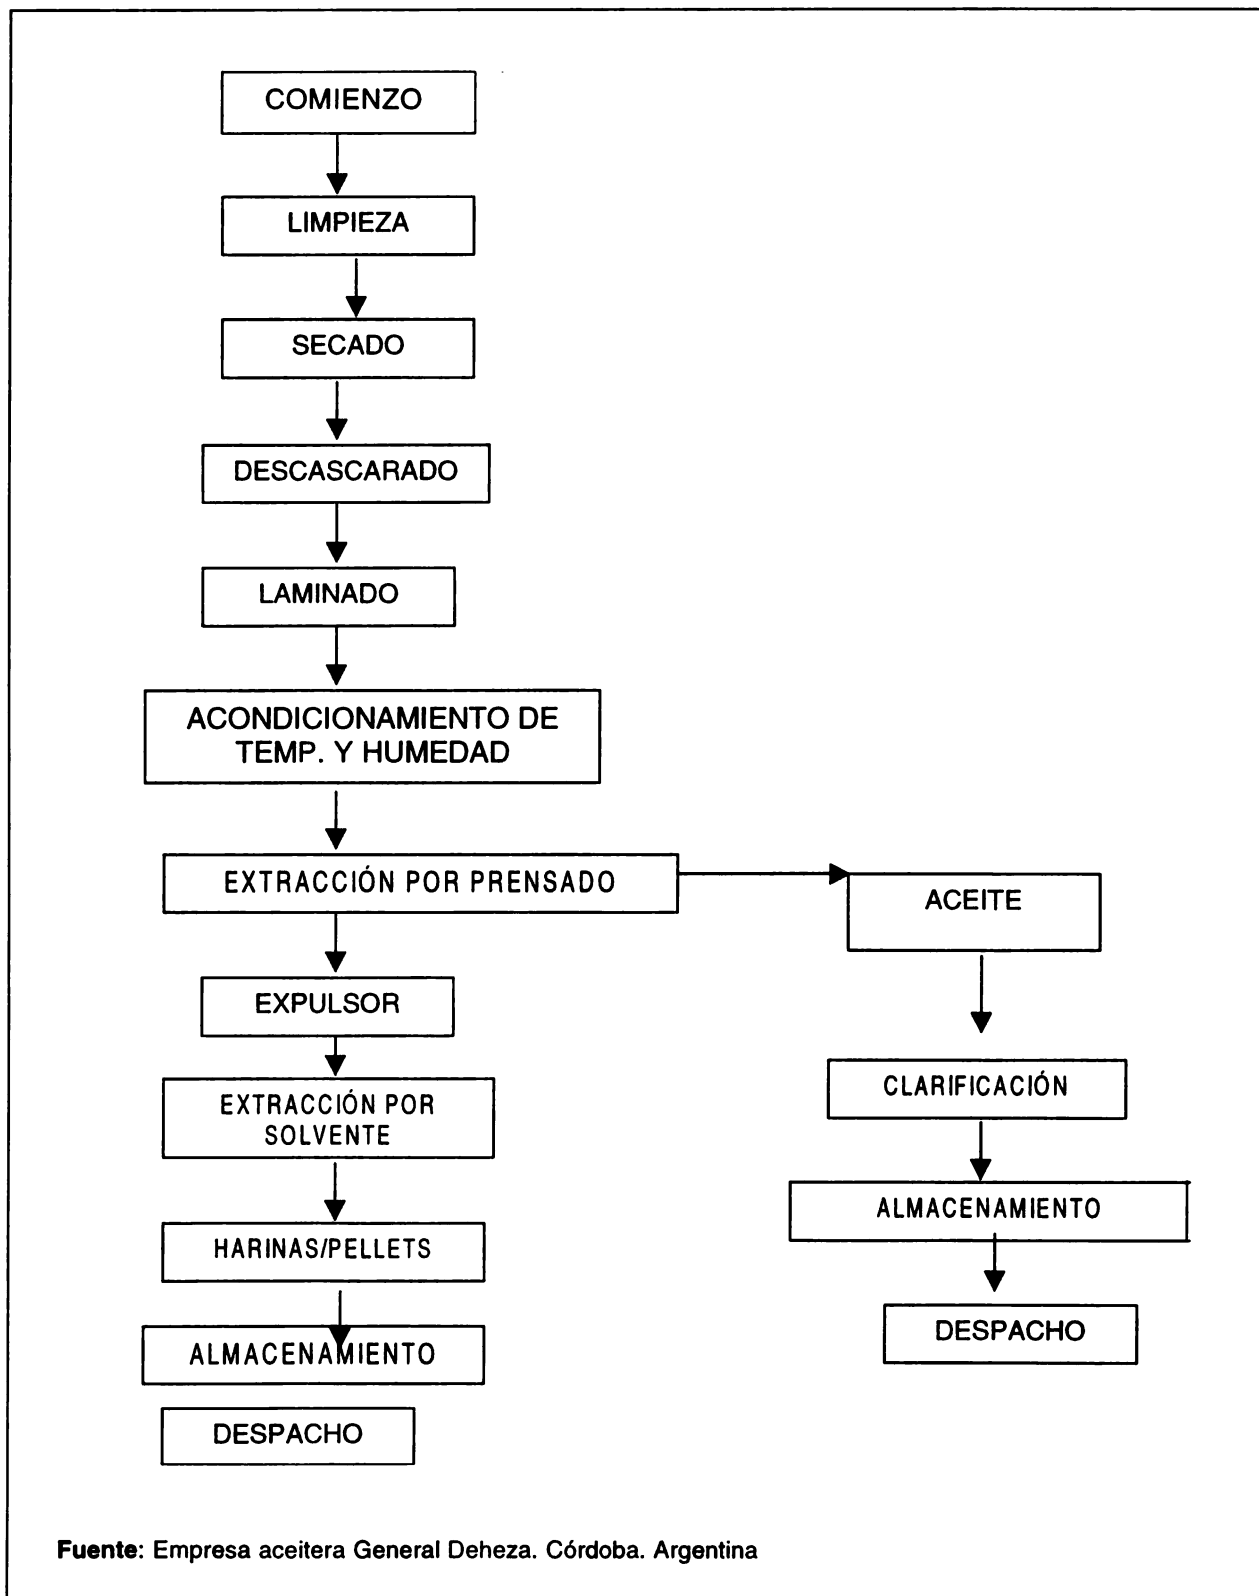 COMIENZO
LIMPIEZA
SECADO
DESCASCARADO
LAMINADO
ACONDICIONAMIENTO DE
TEMP. Y HUMEDAD
EXTRACCIÓN POR PRENSADO
ACEITE
EXPULSOR
CLARIFICACIÓN
EXTRACCIÓN POR
SOLVENTE
ALMACENAMIENTO
HARINAS/PELLETS
DESPACHO
ALMACENAMIENTO
DESPACHO
Fuente: Empresa aceitera General Deheza. Córdoba. Argentina